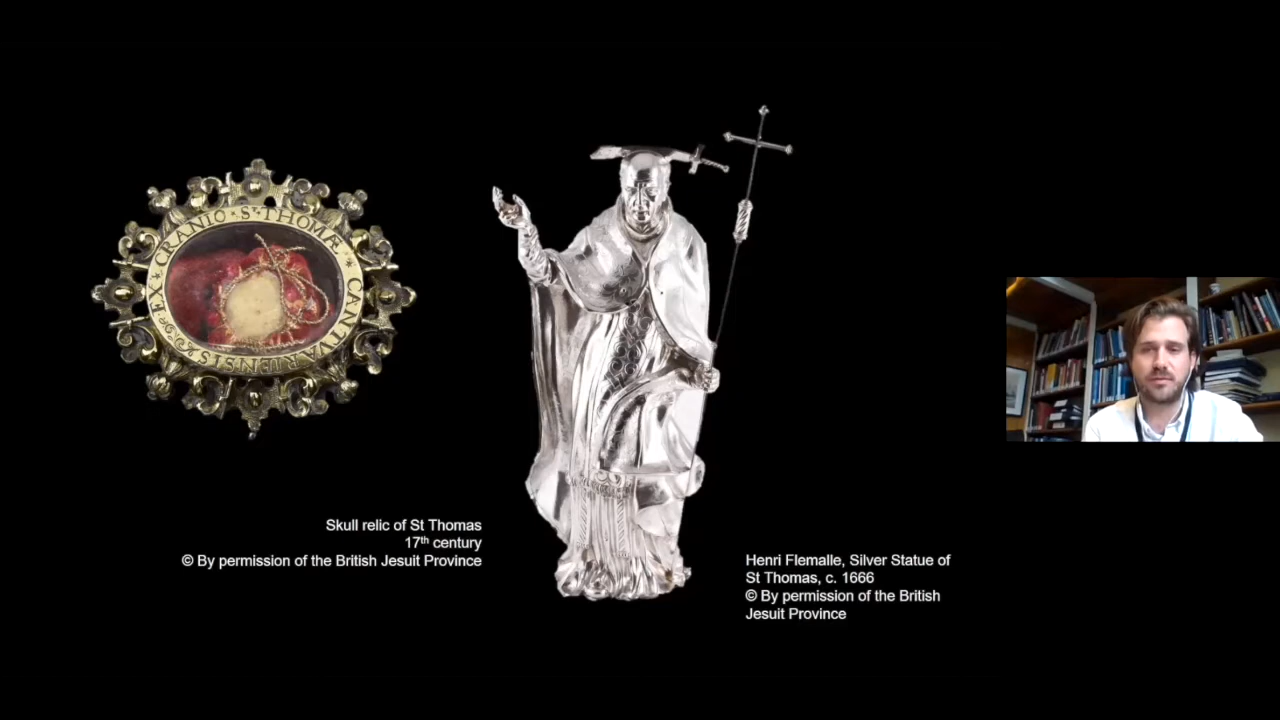 EX CRANIO · Sᵗⁱ · THOMÆ * CANTVARIENSIS
Skull relic of St Thomas
17th century
© By permission of the British Jesuit Province
Henri Flemalle, Silver Statue of
St Thomas, c. 1666
© By permission of the British
Jesuit Province